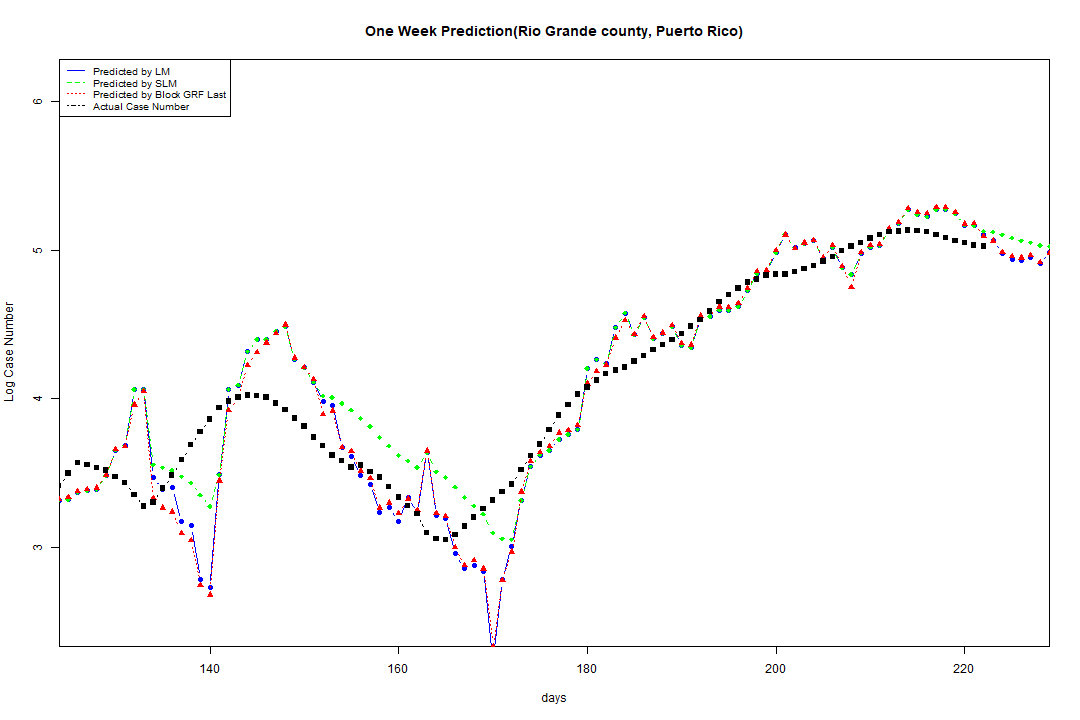 One Week Prediction(Rio Grande county, Puerto Rico)
Predicted by LM
Predicted by SLM
Predicted by Block GRF Last
Actual Case Number
6
5
4
3
Log Case Number
140 160 180 200 220
days